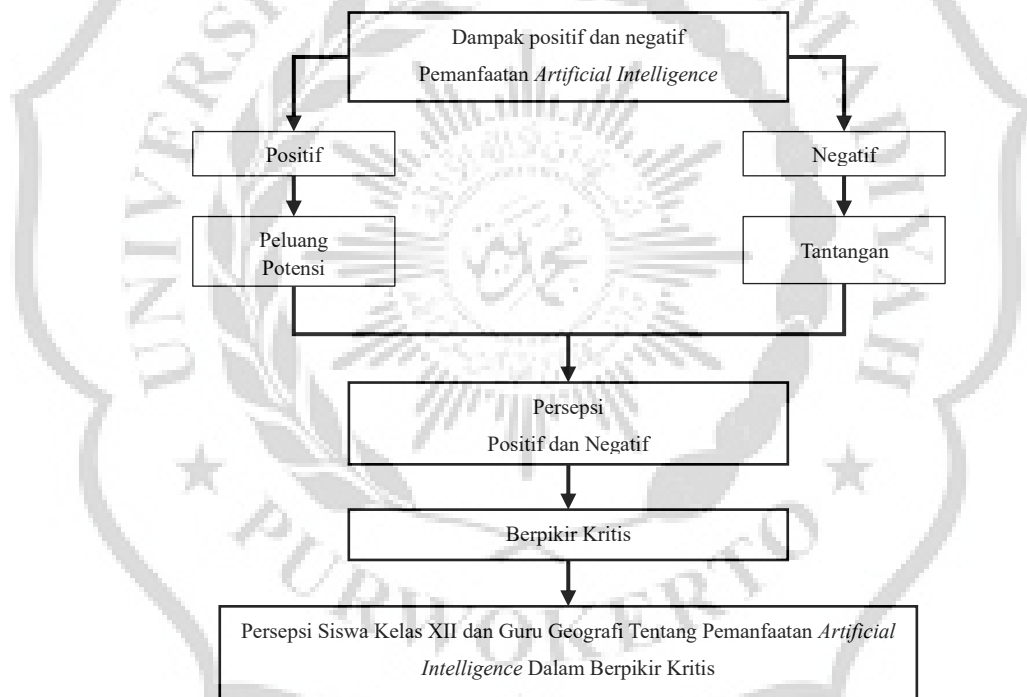 Dampak positif dan negatif
Pemanfaatan Artificial Intelligence
Positif
Negatif
Peluang
Potensi
Tantangan
Persepsi
Positif dan Negatif
Berpikir Kritis
Persepsi Siswa Kelas XII dan Guru Geografi Tentang Pemanfaatan Artificial
Intelligence Dalam Berpikir Kritis
PURWOKERTO